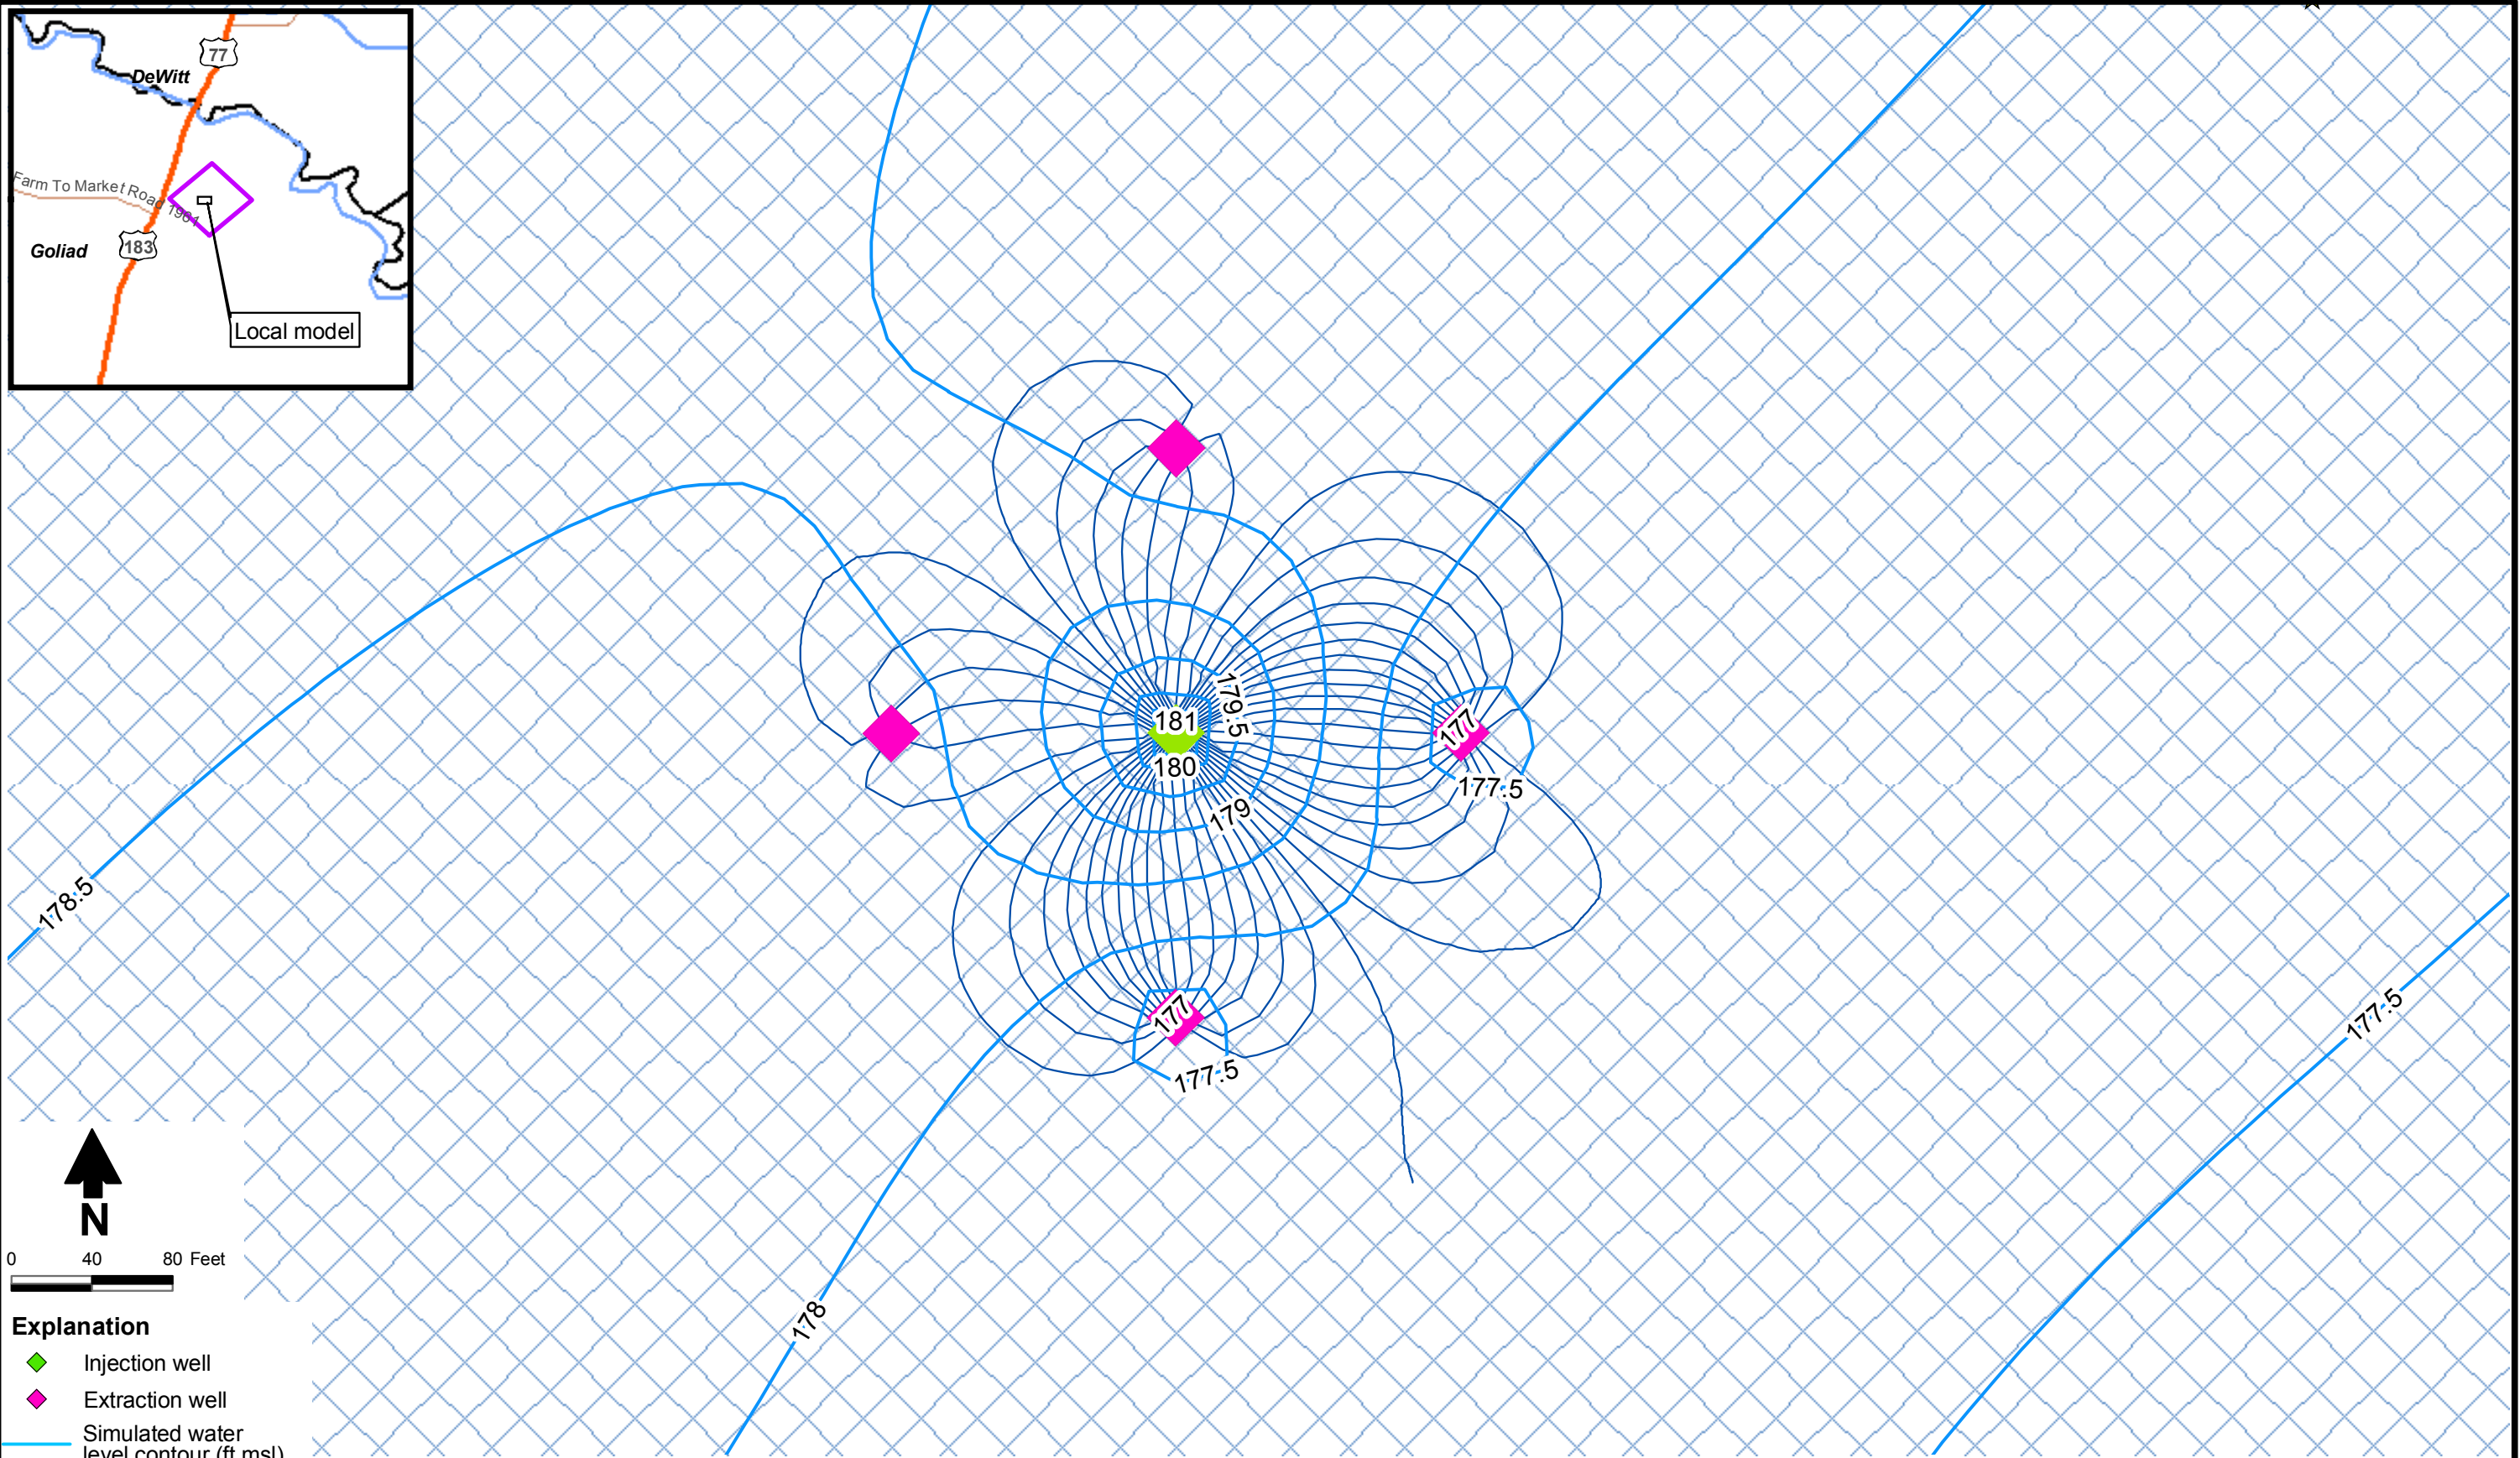 77
DeWitt
Farm To Market Road 1961
Goliad
183
Local model
181
179.5
180
177
177.5
179
178.5
177
177.5
177.5
178
N
0 40 80 Feet
Explanation
Injection well
Extraction well
Simulated water
level contour (ft msl)